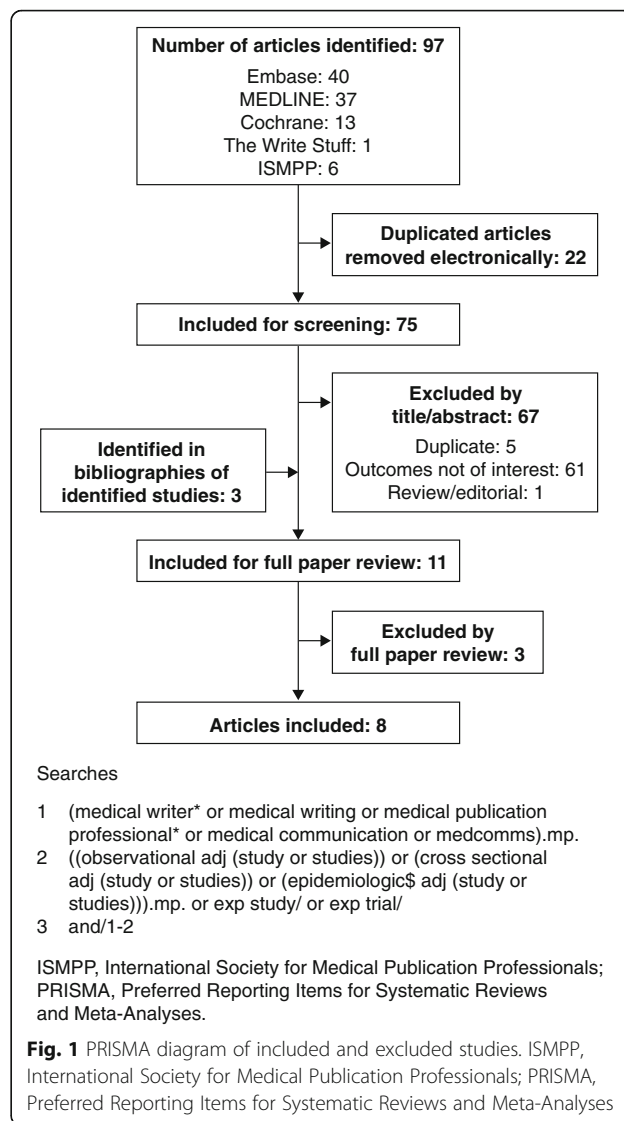 Number of articles identified: 97
Embase: 40
MEDLINE: 37
Cochrane: 13
The Write Stuff: 1
ISMPP: 6
Duplicated articles
removed electronically: 22
Included for screening: 75
Excluded by
title/abstract: 67
Duplicate: 5
Outcomes not of interest: 61
Review/editorial: 1
Identified in
bibliographies of
identified studies: 3
Included for full paper review: 11
Excluded by
full paper review: 3
Articles included: 8
Searches
1 (medical writer* or medical writing or medical publication
professional* or medical communication or medcomms).mp.
2 ((observational adj (study or studies)) or (cross sectional
adj (study or studies)) or (epidemiologic$ adj (study or
studies))).mp. or exp study/ or exp trial/
3 and/1-2
ISMPP, International Society for Medical Publication Professionals;
PRISMA, Preferred Reporting Items for Systematic Reviews
and Meta-Analyses.
Fig. 1 PRISMA diagram of included and excluded studies. ISMPP,
International Society for Medical Publication Professionals; PRISMA,
Preferred Reporting Items for Systematic Reviews and Meta-Analyses